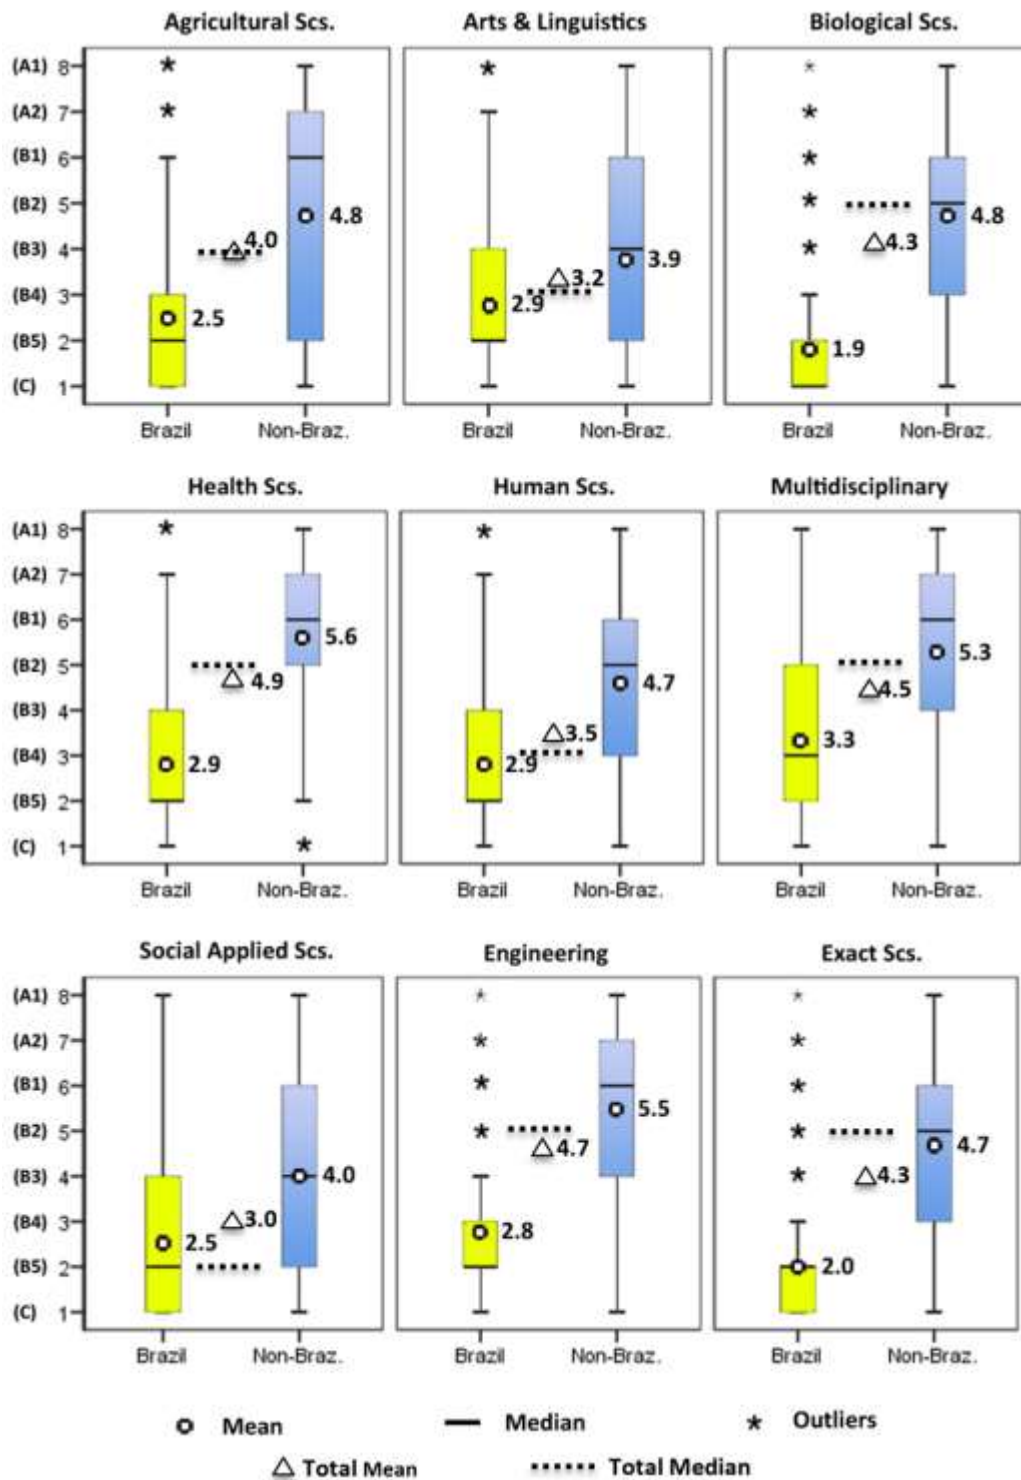 Agricultural Scs. Arts & Linguistics Biological Scs.
(A1) 8
(A2) 7
(B1) 6
(B2) 5
(B3) 4
(B4) 3
(B5) 2
(C) 1
2.5 4.0 4.8
2.9 3.2 3.9
1.9 4.3 4.8
Brazil Non-Braz. Brazil Non-Braz. Brazil Non-Braz.
Health Scs. Human Scs. Multidisciplinary
(A1) 8
(A2) 7
(B1) 6
(B2) 5
(B3) 4
(B4) 3
(B5) 2
(C) 1
2.9 4.9 5.6
2.9 3.5 4.7
3.3 4.5 5.3
Brazil Non-Braz. Brazil Non-Braz. Brazil Non-Braz.
Social Applied Scs. Engineering Exact Scs.
(A1) 8
(A2) 7
(B1) 6
(B2) 5
(B3) 4
(B4) 3
(B5) 2
(C) 1
2.5 3.0 4.0
2.8 4.7 5.5
2.0 4.3 4.7
Brazil Non-Braz. Brazil Non-Braz. Brazil Non-Braz.
Mean Median Outliers
Total Mean Total Median